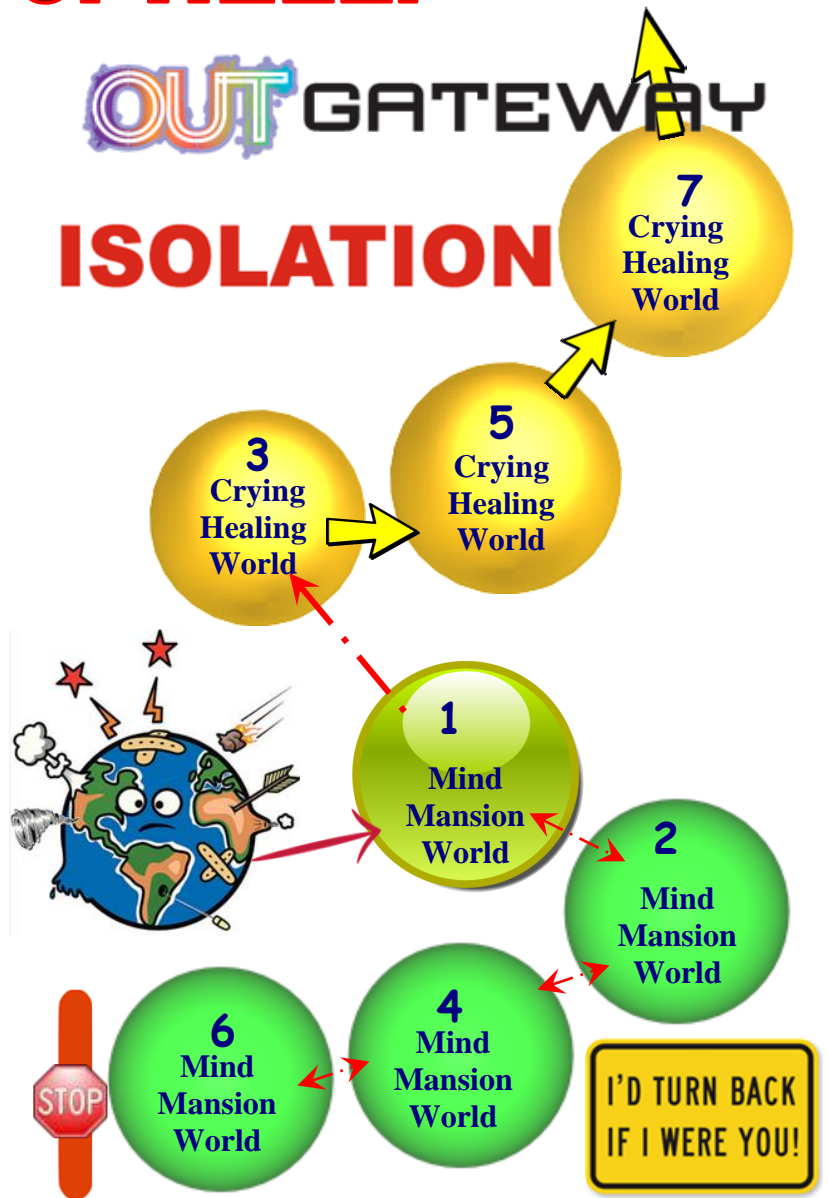 OUT GATEWAY
ISOLATION
7
Crying
Healing
World
5
Crying
Healing
World
3
Crying
Healing
World
1
Mind
Mansion
World
2
Mind
Mansion
World
4
Mind
Mansion
World
6
Mind
Mansion
World
STOP
I'D TURN BACK
IF I WERE YOU!